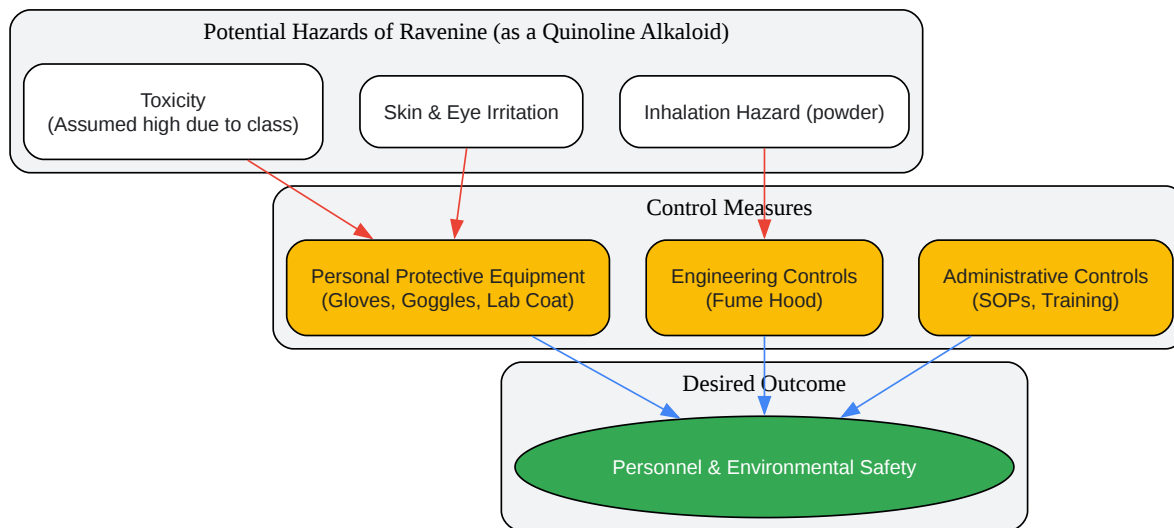 Potential Hazards of Ravenine (as a Quinoline Alkaloid)
Toxicity
(Assumed high due to class)
Skin & Eye Irritation
Inhalation Hazard (powder)
Control Measures
Personal Protective Equipment
(Gloves, Goggles, Lab Coat)
Engineering Controls
(Fume Hood)
Administrative Controls
(SOPs, Training)
Desired Outcome
Personnel & Environmental Safety